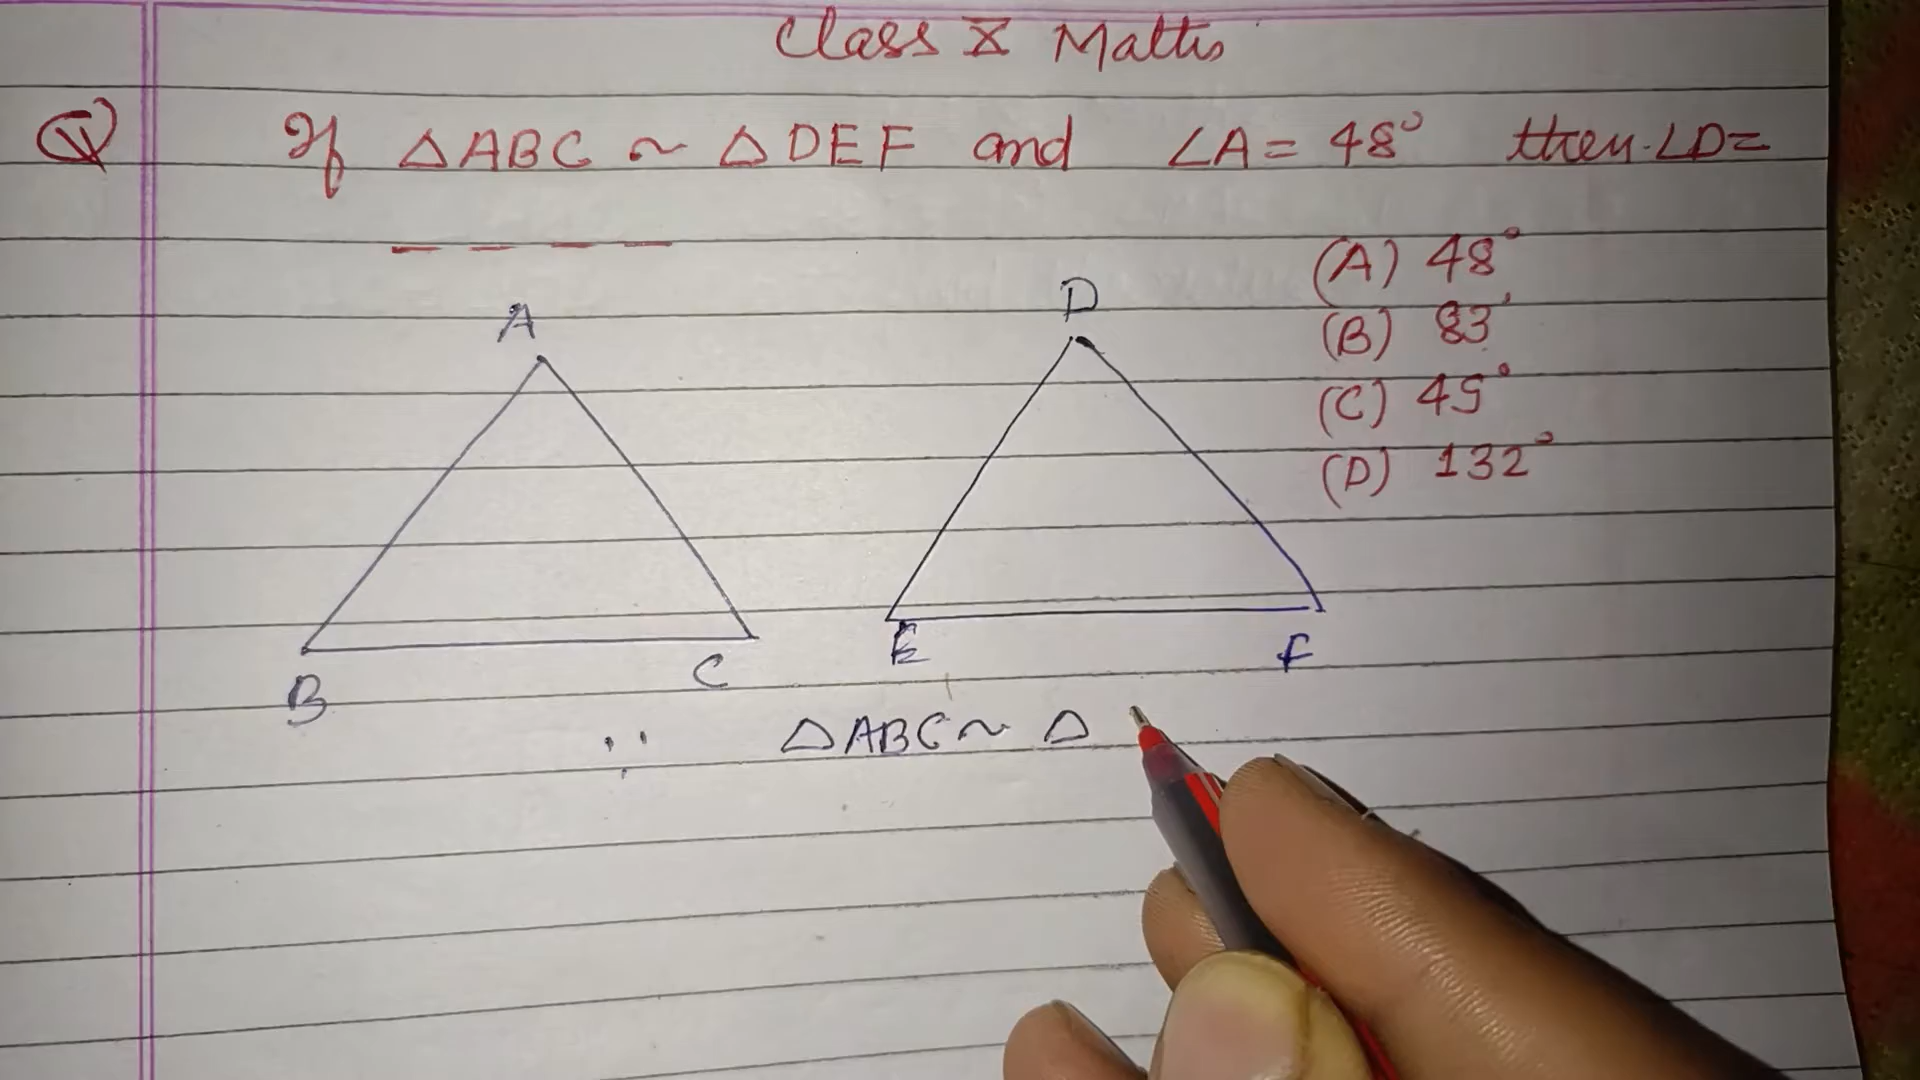 Class X Maths
Q If △ABC ~ △DEF and ∠A = 48° then ∠D =
_ _ _ _
(A) 48°
(B) 83°
(C) 45°
(D) 132°
A
D
B
C
E
F
∵ △ABC ~ △